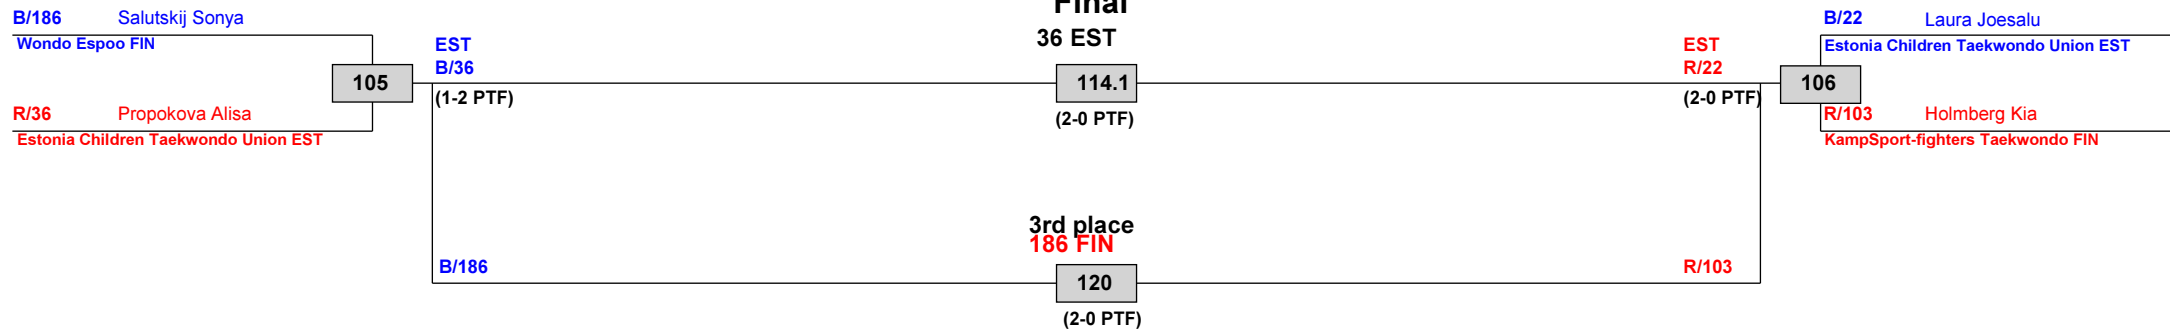 Final
B/186 Salutskij Sonya
Wondo Espoo FIN
R/36 Propokova Alisa
Estonia Children Taekwondo Union EST
105
EST
B/36
(1-2 PTF)
36 EST
114.1
(2-0 PTF)
EST
R/22
(2-0 PTF)
106
B/22 Laura Joesalu
Estonia Children Taekwondo Union EST
R/103 Holmberg Kia
KampSport-fighters Taekwondo FIN
3rd place
186 FIN
B/186
120
R/103
(2-0 PTF)